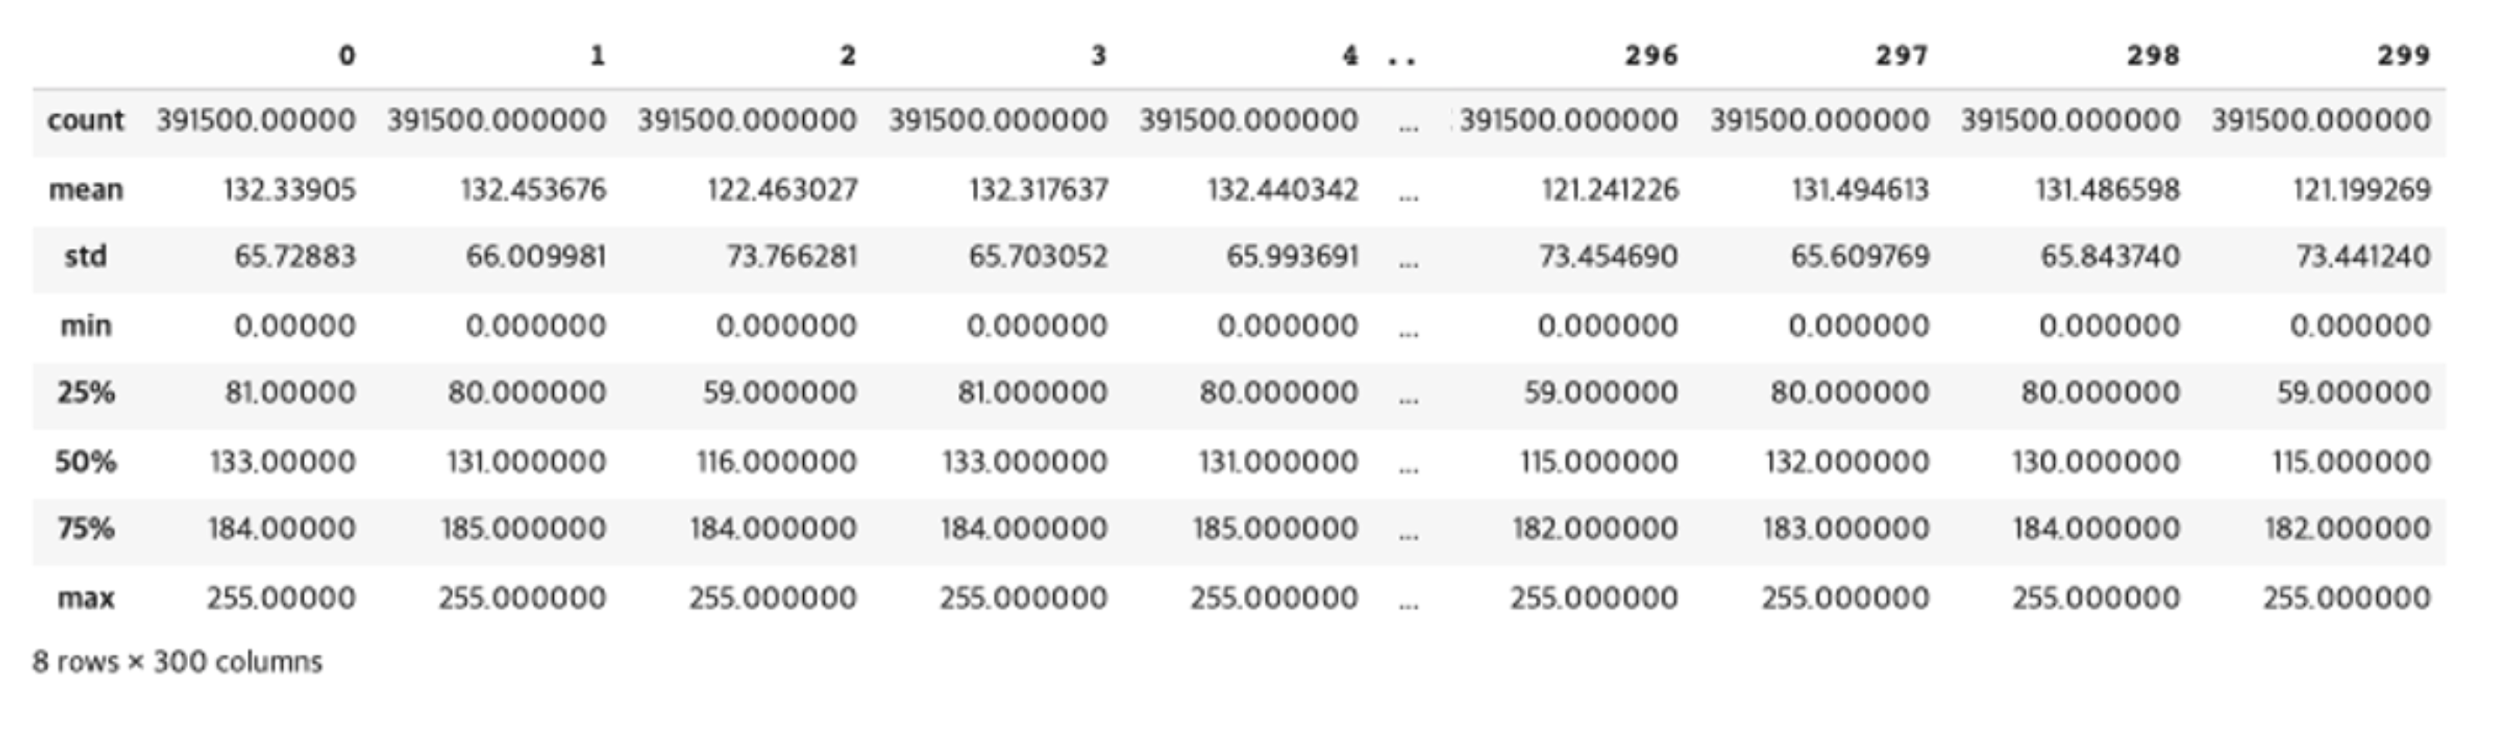 0 1 2 3 4 .. 296 297 298 299
count 391500.00000 391500.000000 391500.000000 391500.000000 391500.000000 ... 391500.000000 391500.000000 391500.000000 391500.000000
mean 132.33905 132.453676 122.463027 132.317637 132.440342 ... 121.241226 131.494613 131.486598 121.199269
std 65.72883 66.009981 73.766281 65.703052 65.993691 ... 73.454690 65.609769 65.843740 73.441240
min 0.00000 0.000000 0.000000 0.000000 0.000000 ... 0.000000 0.000000 0.000000 0.000000
25% 81.00000 80.000000 59.000000 81.000000 80.000000 ... 59.000000 80.000000 80.000000 59.000000
50% 133.00000 131.000000 116.000000 133.000000 131.000000 ... 115.000000 132.000000 130.000000 115.000000
75% 184.00000 185.000000 184.000000 184.000000 185.000000 ... 182.000000 183.000000 184.000000 182.000000
max 255.00000 255.000000 255.000000 255.000000 255.000000 ... 255.000000 255.000000 255.000000 255.000000
8 rows × 300 columns